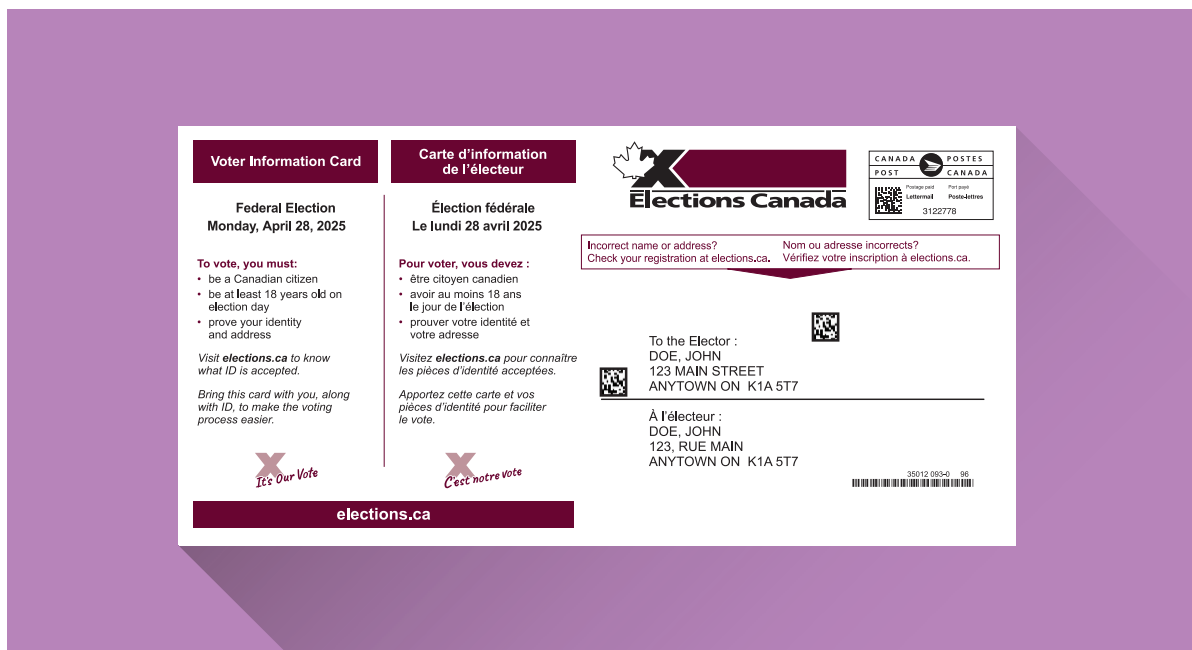 Voter Information Card
Federal Election
Monday, April 28, 2025
To vote, you must:
• be a Canadian citizen
• be at least 18 years old on
election day
• prove your identity
and address
Visit elections.ca to know
what ID is accepted.
Bring this card with you, along
with ID, to make the voting
process easier.
It's Our Vote
Carte d'information
de l'électeur
Élection fédérale
Le lundi 28 avril 2025
Pour voter, vous devez :
• être citoyen canadien
• avoir au moins 18 ans
le jour de l'élection
• prouver votre identité et
votre adresse
Visitez elections.ca pour connaître
les pièces d'identité acceptées.
Apportez cette carte et vos
pièces d'identité pour faciliter
le vote.
C'est notre vote
elections.ca
Elections Canada
CANADA POSTES
POST CANADA
Postage paid Port payé
Lettermail Poste-lettres
3122778
Incorrect name or address?
Check your registration at elections.ca.
Nom ou adresse incorrects?
Vérifiez votre inscription à elections.ca.
To the Elector :
DOE, JOHN
123 MAIN STREET
ANYTOWN ON K1A 5T7
À l'électeur :
DOE, JOHN
123, RUE MAIN
ANYTOWN ON K1A 5T7
35012 093-0 96